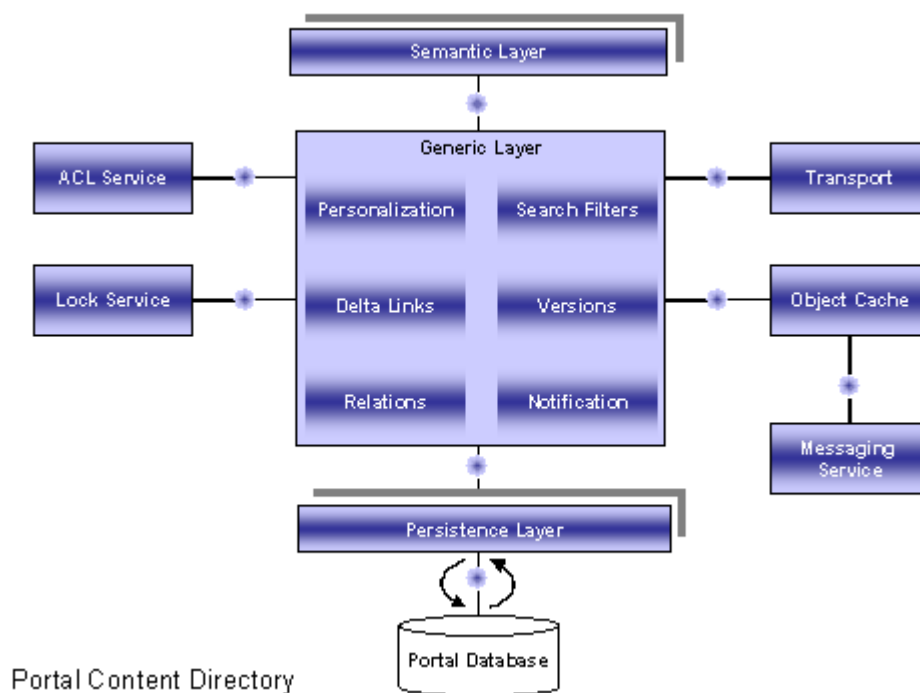 Semantic Layer
Generic Layer
ACL Service
Transport
Personalization
Search Filters
Lock Service
Delta Links
Versions
Object Cache
Relations
Notification
Messaging
Service
Persistence Layer
Portal Database
Portal Content Directory